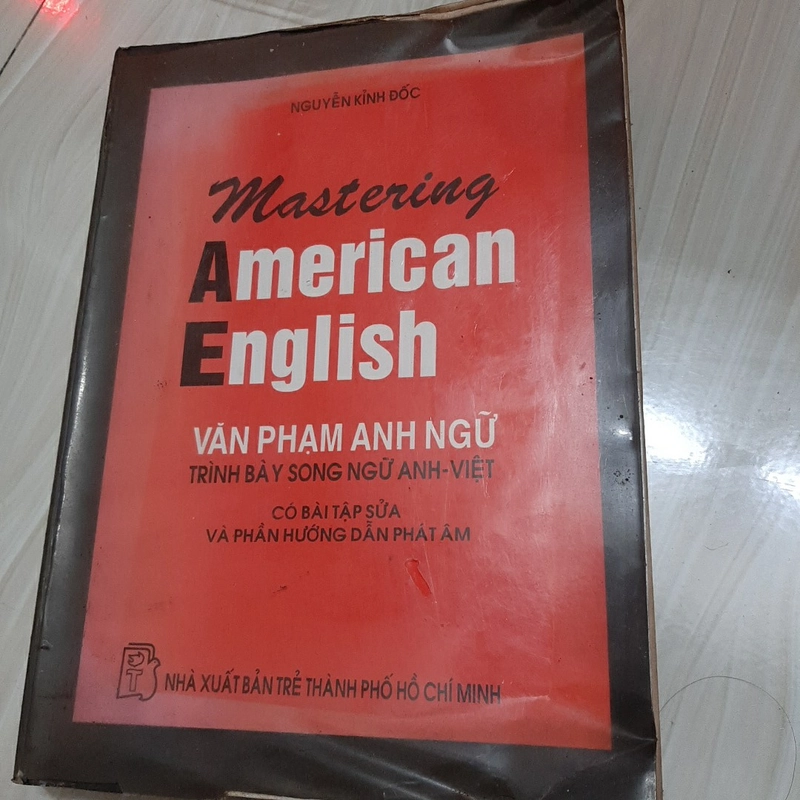 NGUYỄN KỈNH ĐỐC
Mastering
American
English
VĂN PHẠM ANH NGỮ
TRÌNH BÀY SONG NGỮ ANH-VIỆT
CÓ BÀI TẬP SỬA
VÀ PHẦN HƯỚNG DẪN PHÁT ÂM
T
NHÀ XUẤT BẢN TRẺ THÀNH PHỐ HỒ CHÍ MINH